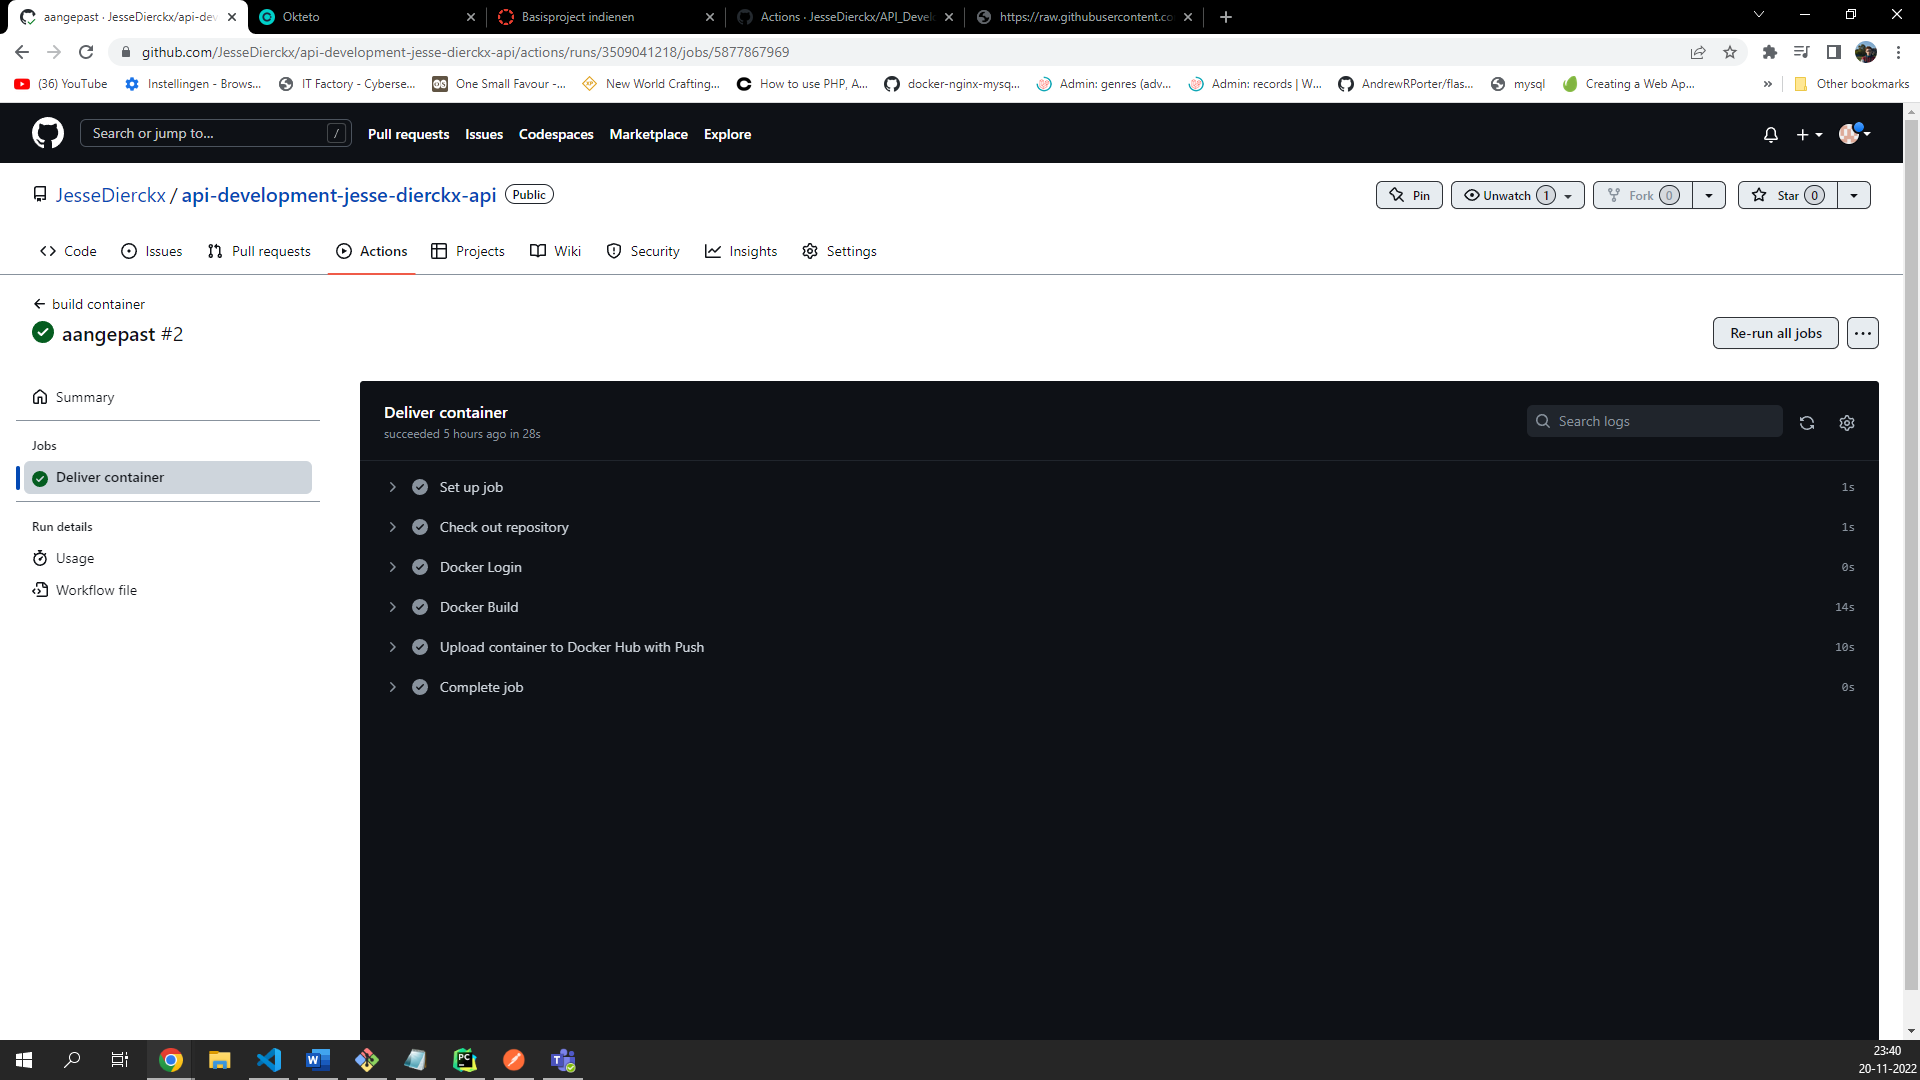 aangepast · JesseDierckx/api-dev
Okteto
Basisproject indienen
Actions · JesseDierckx/API_Devel
https://raw.githubusercontent.co
github.com/JesseDierckx/api-development-jesse-dierckx-api/actions/runs/3509041218/jobs/5877867969
(36) YouTube
Instellingen - Brows...
IT Factory - Cyberse...
One Small Favour -...
New World Crafting...
How to use PHP, A...
docker-nginx-mysq...
Admin: genres (adv...
Admin: records | W...
AndrewRPorter/flas...
mysql
Creating a Web Ap...
»
Other bookmarks
Search or jump to...
/
Pull requests
Issues
Codespaces
Marketplace
Explore
JesseDierckx / api-development-jesse-dierckx-api
Public
Pin
Unwatch 1
Fork 0
Star 0
Code
Issues
Pull requests
Actions
Projects
Wiki
Security
Insights
Settings
build container
aangepast #2
Re-run all jobs
Summary
Jobs
Deliver container
Run details
Usage
Workflow file
Deliver container
succeeded 5 hours ago in 28s
Search logs
Set up job 1s
Check out repository 1s
Docker Login 0s
Docker Build 14s
Upload container to Docker Hub with Push 10s
Complete job 0s
23:40
20-11-2022